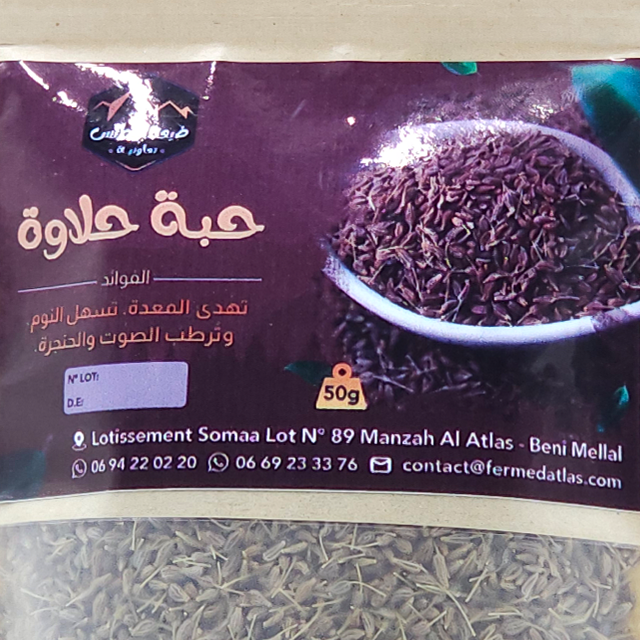 حبة حلاوة
الفوائد
تهدئ المعدة. تسهل النوم.
وترطب الصوت والحنجرة.
N° LOT:
D.E:
50g
Lotissement Somaa Lot N° 89 Manzah Al Atlas - Beni Mellal
06 94 22 02 20 06 69 23 33 76 contact@fermedatlas.com